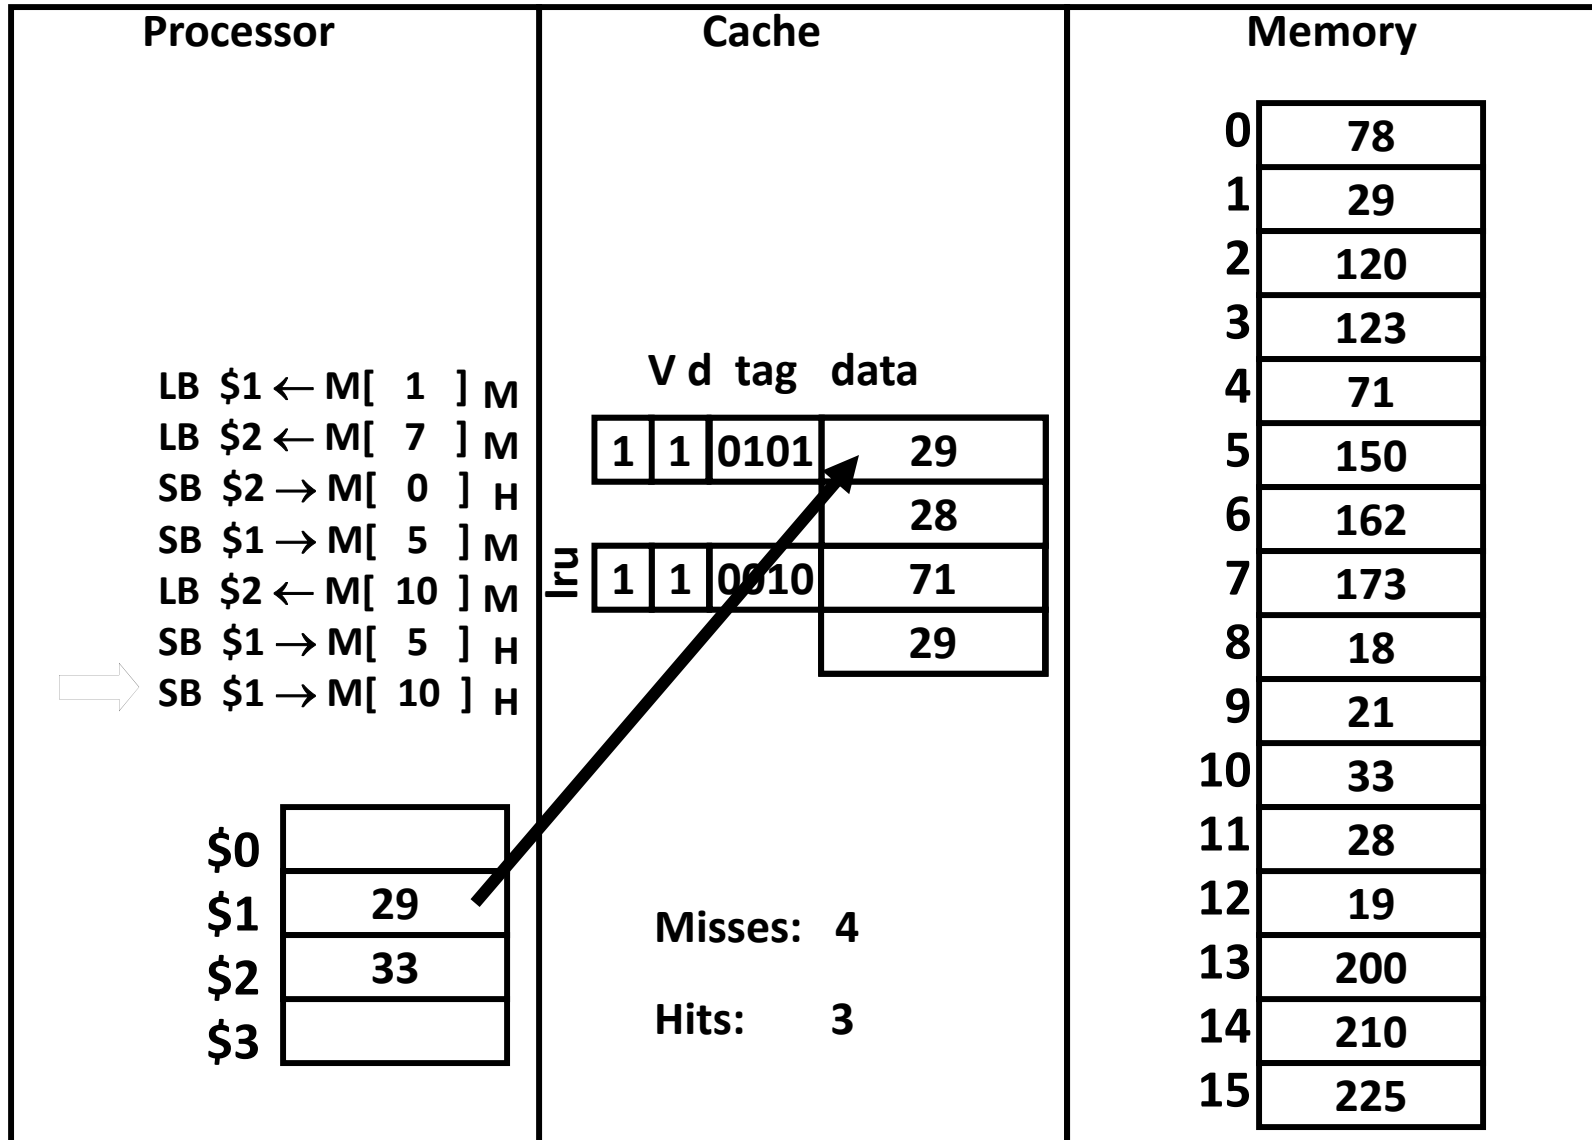 Processor
LB $1 ← M[ 1 ] M
LB $2 ← M[ 7 ] M
SB $2 → M[ 0 ] H
SB $1 → M[ 5 ] M
LB $2 ← M[ 10 ] M
SB $1 → M[ 5 ] H
SB $1 → M[ 10 ] H
$0
$1 29
$2 33
$3
Cache
V d tag data
1 1 0101 29
28
lru 1 1 0010 71
29
Misses: 4
Hits: 3
Memory
0 78
1 29
2 120
3 123
4 71
5 150
6 162
7 173
8 18
9 21
10 33
11 28
12 19
13 200
14 210
15 225